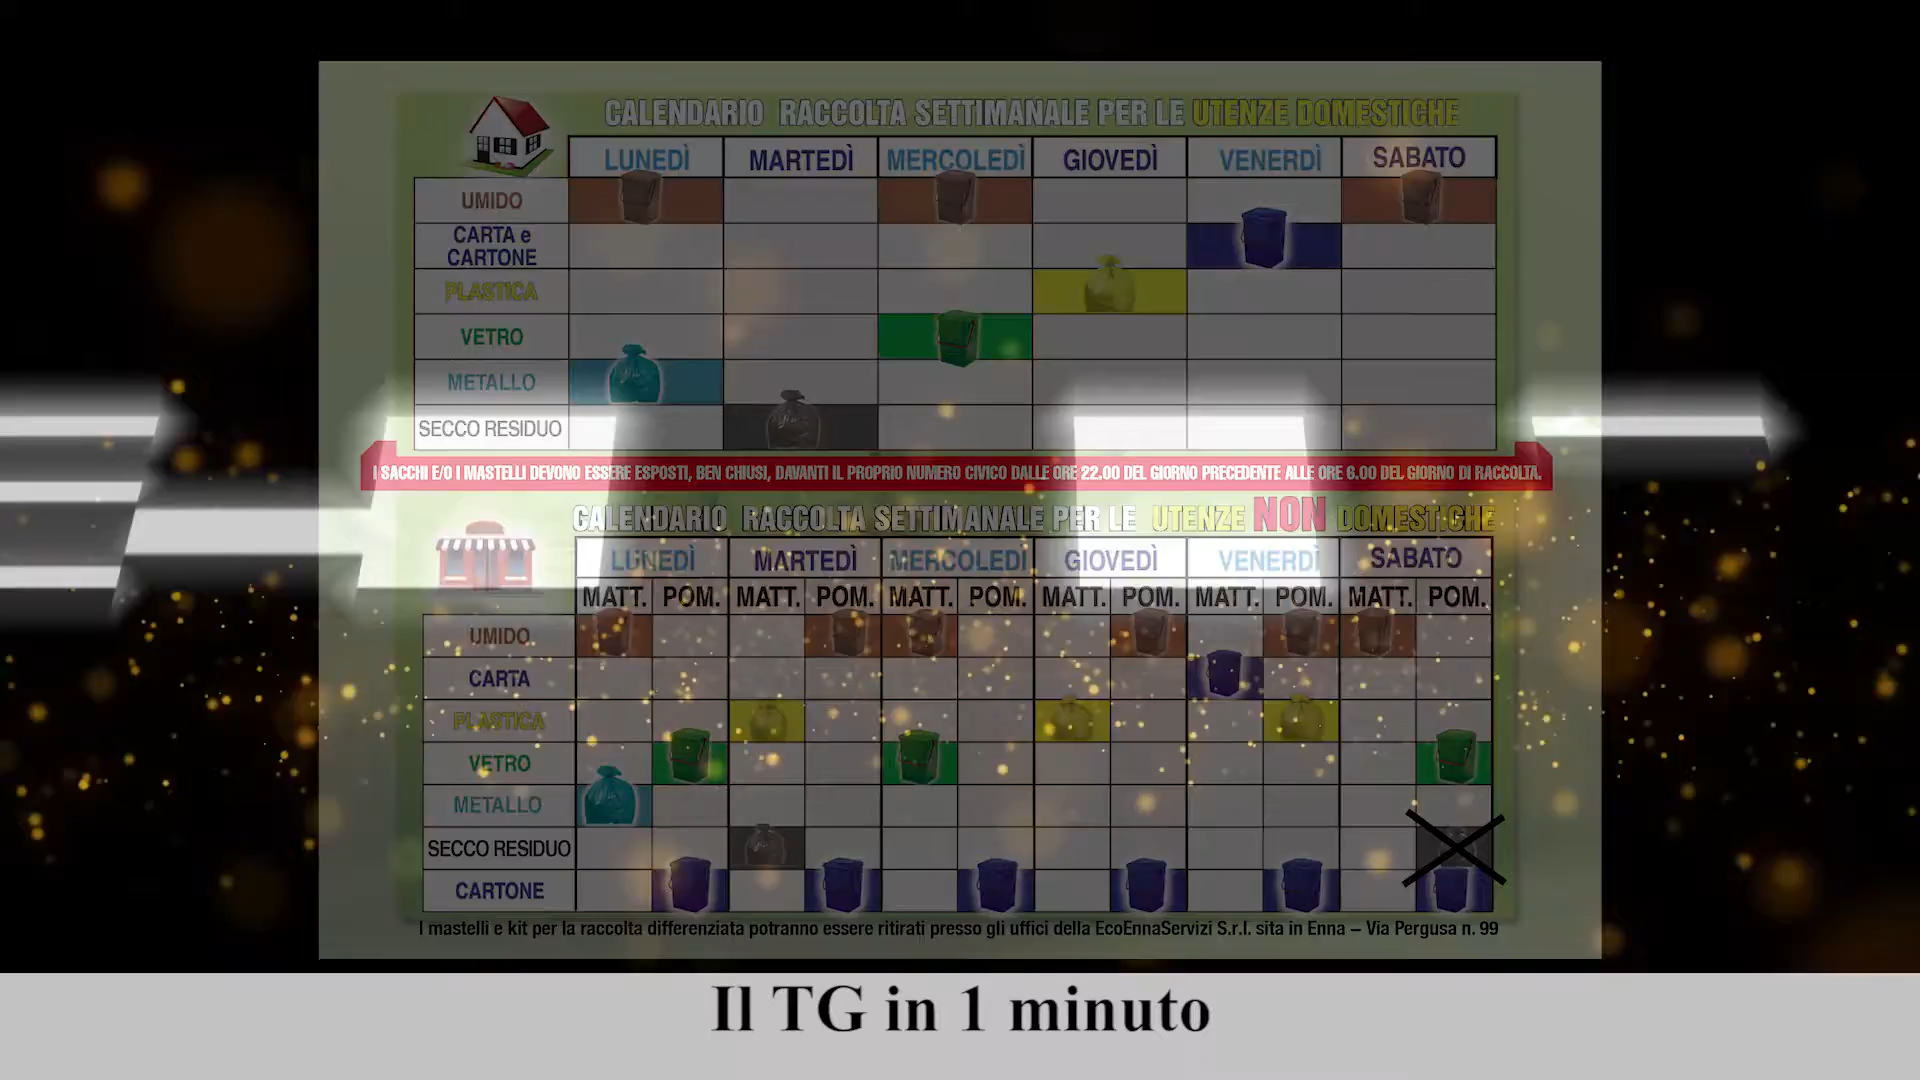 CALENDARIO RACCOLTA SETTIMANALE PER LE UTENZE DOMESTICHE
LUNEDÌ MARTEDÌ MERCOLEDÌ GIOVEDÌ VENERDÌ SABATO
UMIDO
CARTA e
CARTONE
PLASTICA
VETRO
METALLO
SECCO RESIDUO
I SACCHI E/O I MASTELLI DEVONO ESSERE ESPOSTI, BEN CHIUSI, DAVANTI IL PROPRIO NUMERO CIVICO DALLE ORE 22.00 DEL GIORNO PRECEDENTE ALLE ORE 6.00 DEL GIORNO DI RACCOLTA.
CALENDARIO RACCOLTA SETTIMANALE PER LE UTENZE NON DOMESTICHE
LUNEDÌ MARTEDÌ MERCOLEDÌ GIOVEDÌ VENERDÌ SABATO
MATT. POM. MATT. POM. MATT. POM. MATT. POM. MATT. POM. MATT. POM.
UMIDO
CARTA
PLASTICA
VETRO
METALLO
SECCO RESIDUO
CARTONE
I mastelli e kit per la raccolta differenziata potranno essere ritirati presso gli uffici della EcoEnnaServizi S.r.l. sita in Enna – Via Pergusa n. 99
Il TG in 1 minuto